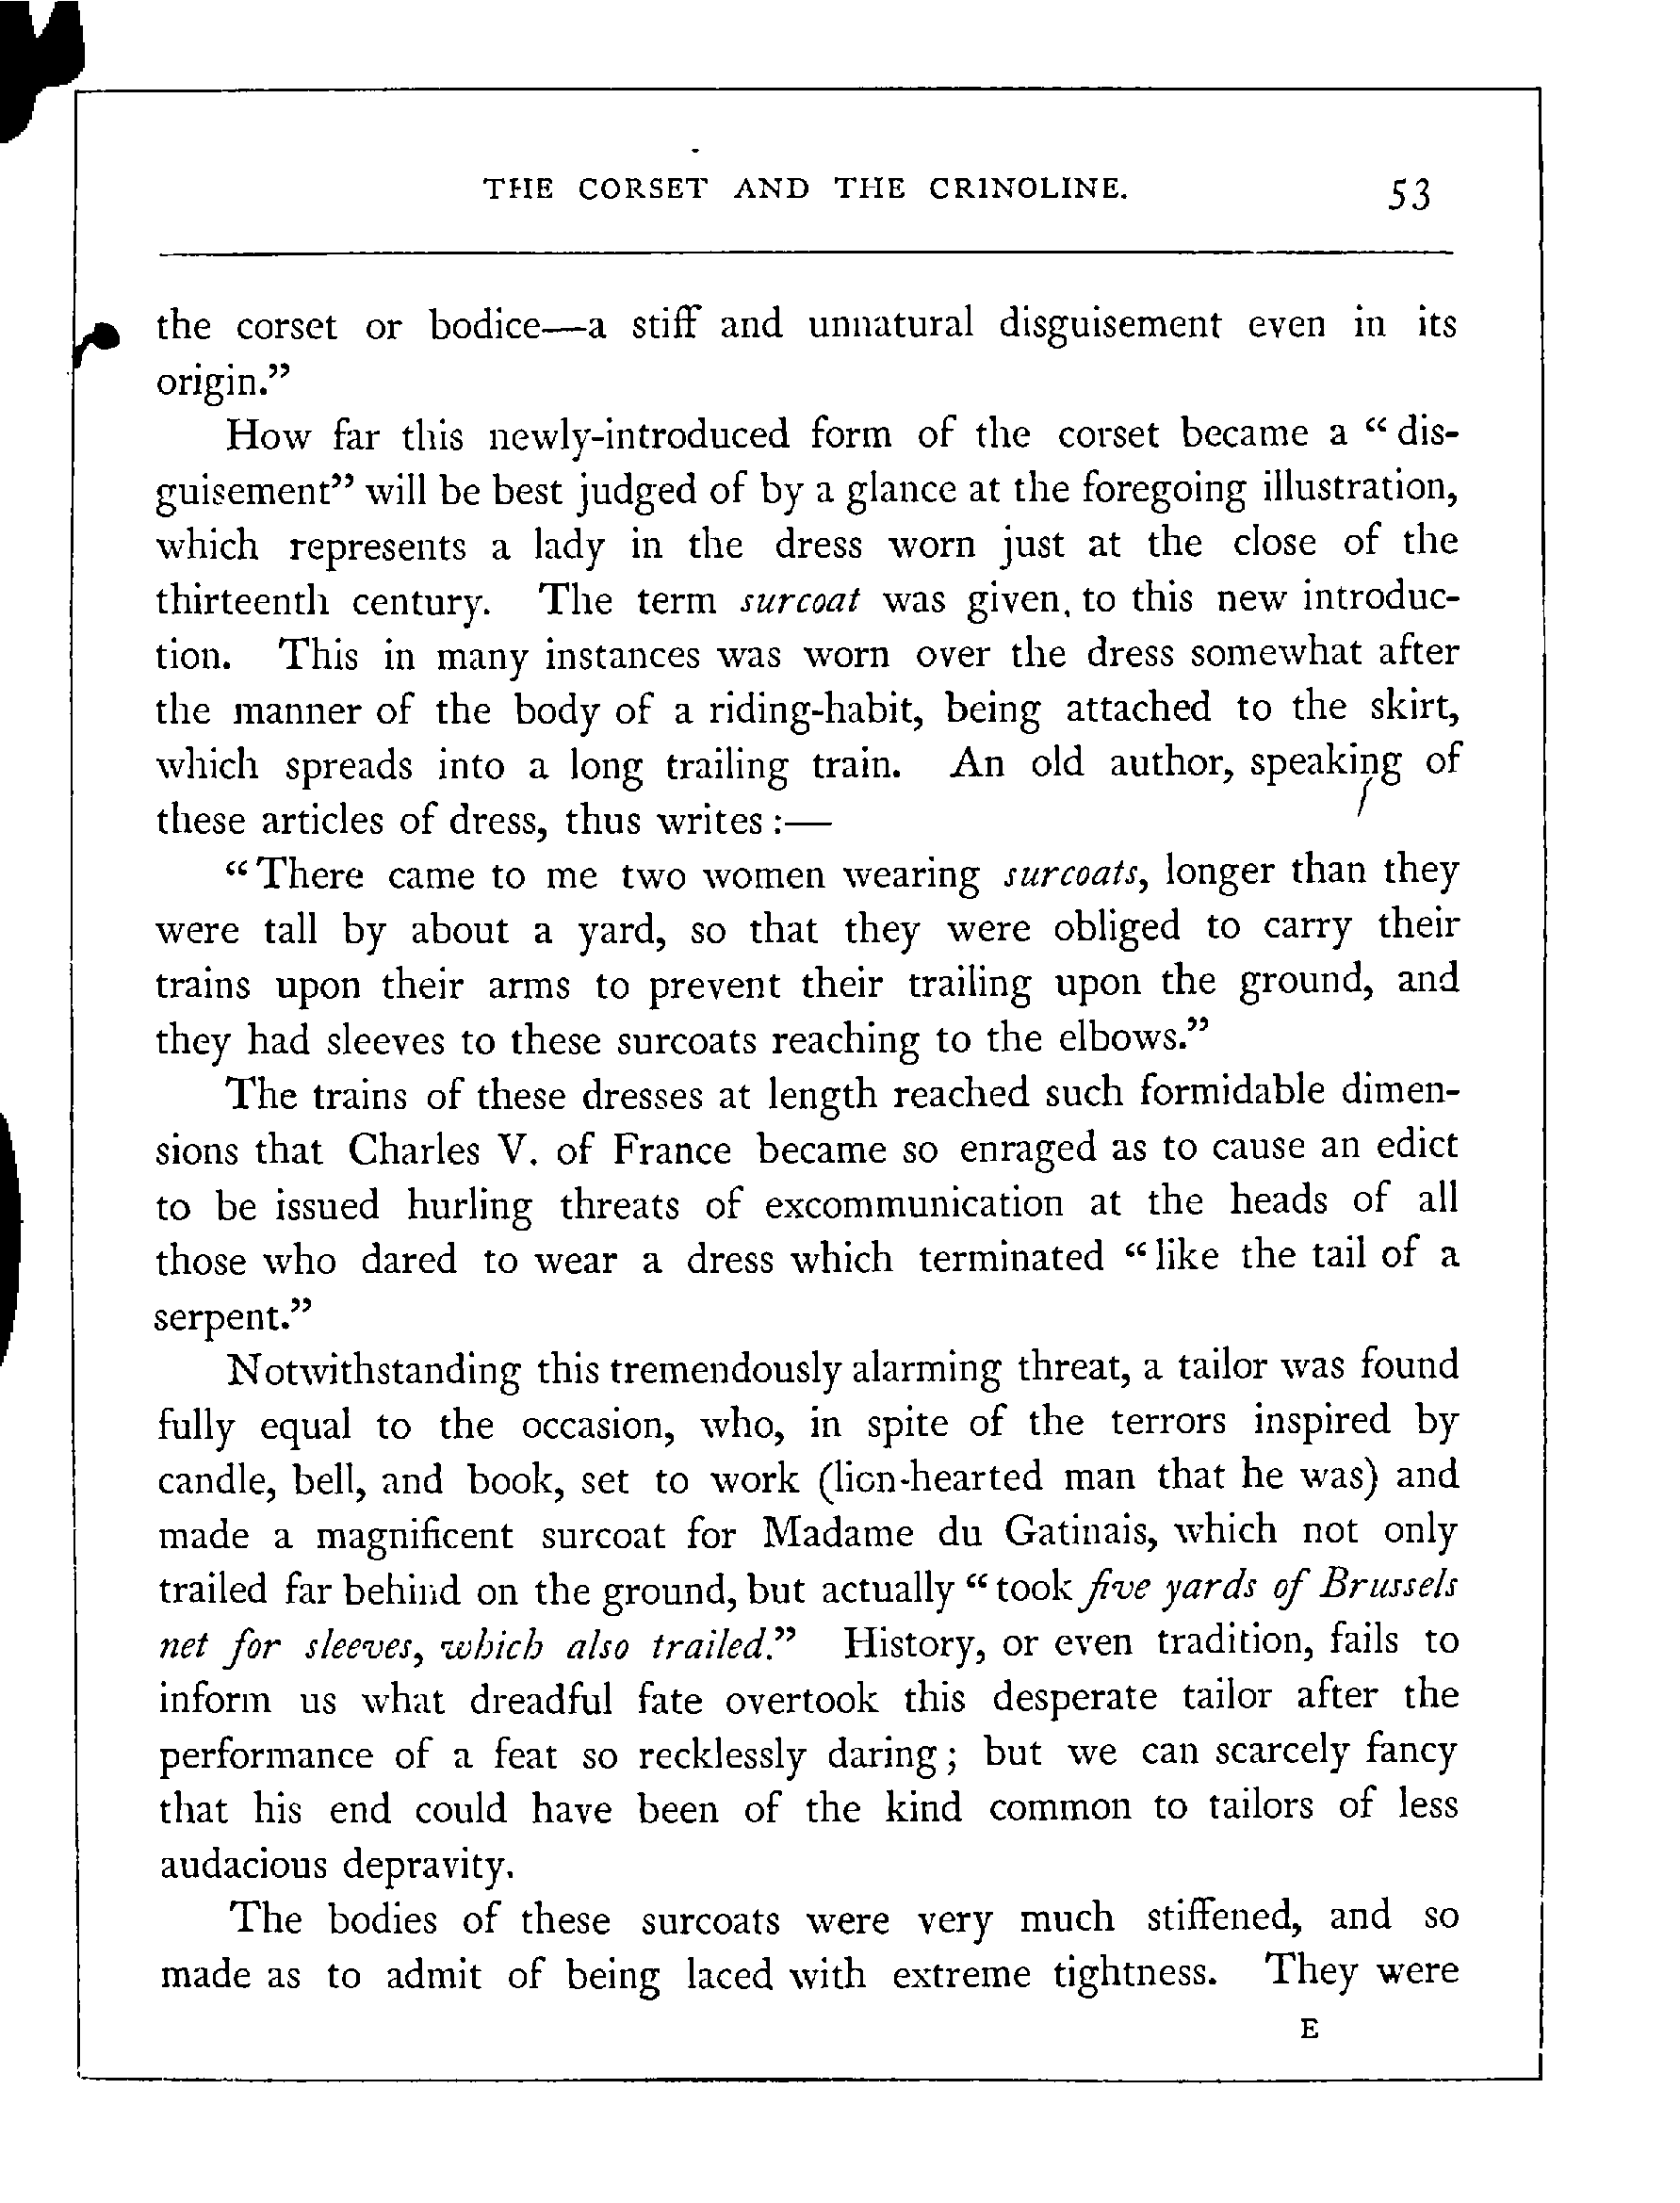 THE CORSET AND THE CRINOLINE. 53
the corset or bodice—a stiff and unnatural disguisement even in its
origin.”
How far this newly-introduced form of the corset became a “dis-
guisement” will be best judged of by a glance at the foregoing illustration,
which represents a lady in the dress worn just at the close of the
thirteenth century. The term surcoat was given, to this new introduc-
tion. This in many instances was worn over the dress somewhat after
the manner of the body of a riding-habit, being attached to the skirt,
which spreads into a long trailing train. An old author, speaking of
these articles of dress, thus writes :—
“There came to me two women wearing surcoats, longer than they
were tall by about a yard, so that they were obliged to carry their
trains upon their arms to prevent their trailing upon the ground, and
they had sleeves to these surcoats reaching to the elbows.”
The trains of these dresses at length reached such formidable dimen-
sions that Charles V. of France became so enraged as to cause an edict
to be issued hurling threats of excommunication at the heads of all
those who dared to wear a dress which terminated “like the tail of a
serpent.”
Notwithstanding this tremendously alarming threat, a tailor was found
fully equal to the occasion, who, in spite of the terrors inspired by
candle, bell, and book, set to work (lion-hearted man that he was) and
made a magnificent surcoat for Madame du Gatinais, which not only
trailed far behind on the ground, but actually “took five yards of Brussels
net for sleeves, which also trailed.” History, or even tradition, fails to
inform us what dreadful fate overtook this desperate tailor after the
performance of a feat so recklessly daring; but we can scarcely fancy
that his end could have been of the kind common to tailors of less
audacious depravity.
The bodies of these surcoats were very much stiffened, and so
made as to admit of being laced with extreme tightness. They were
E